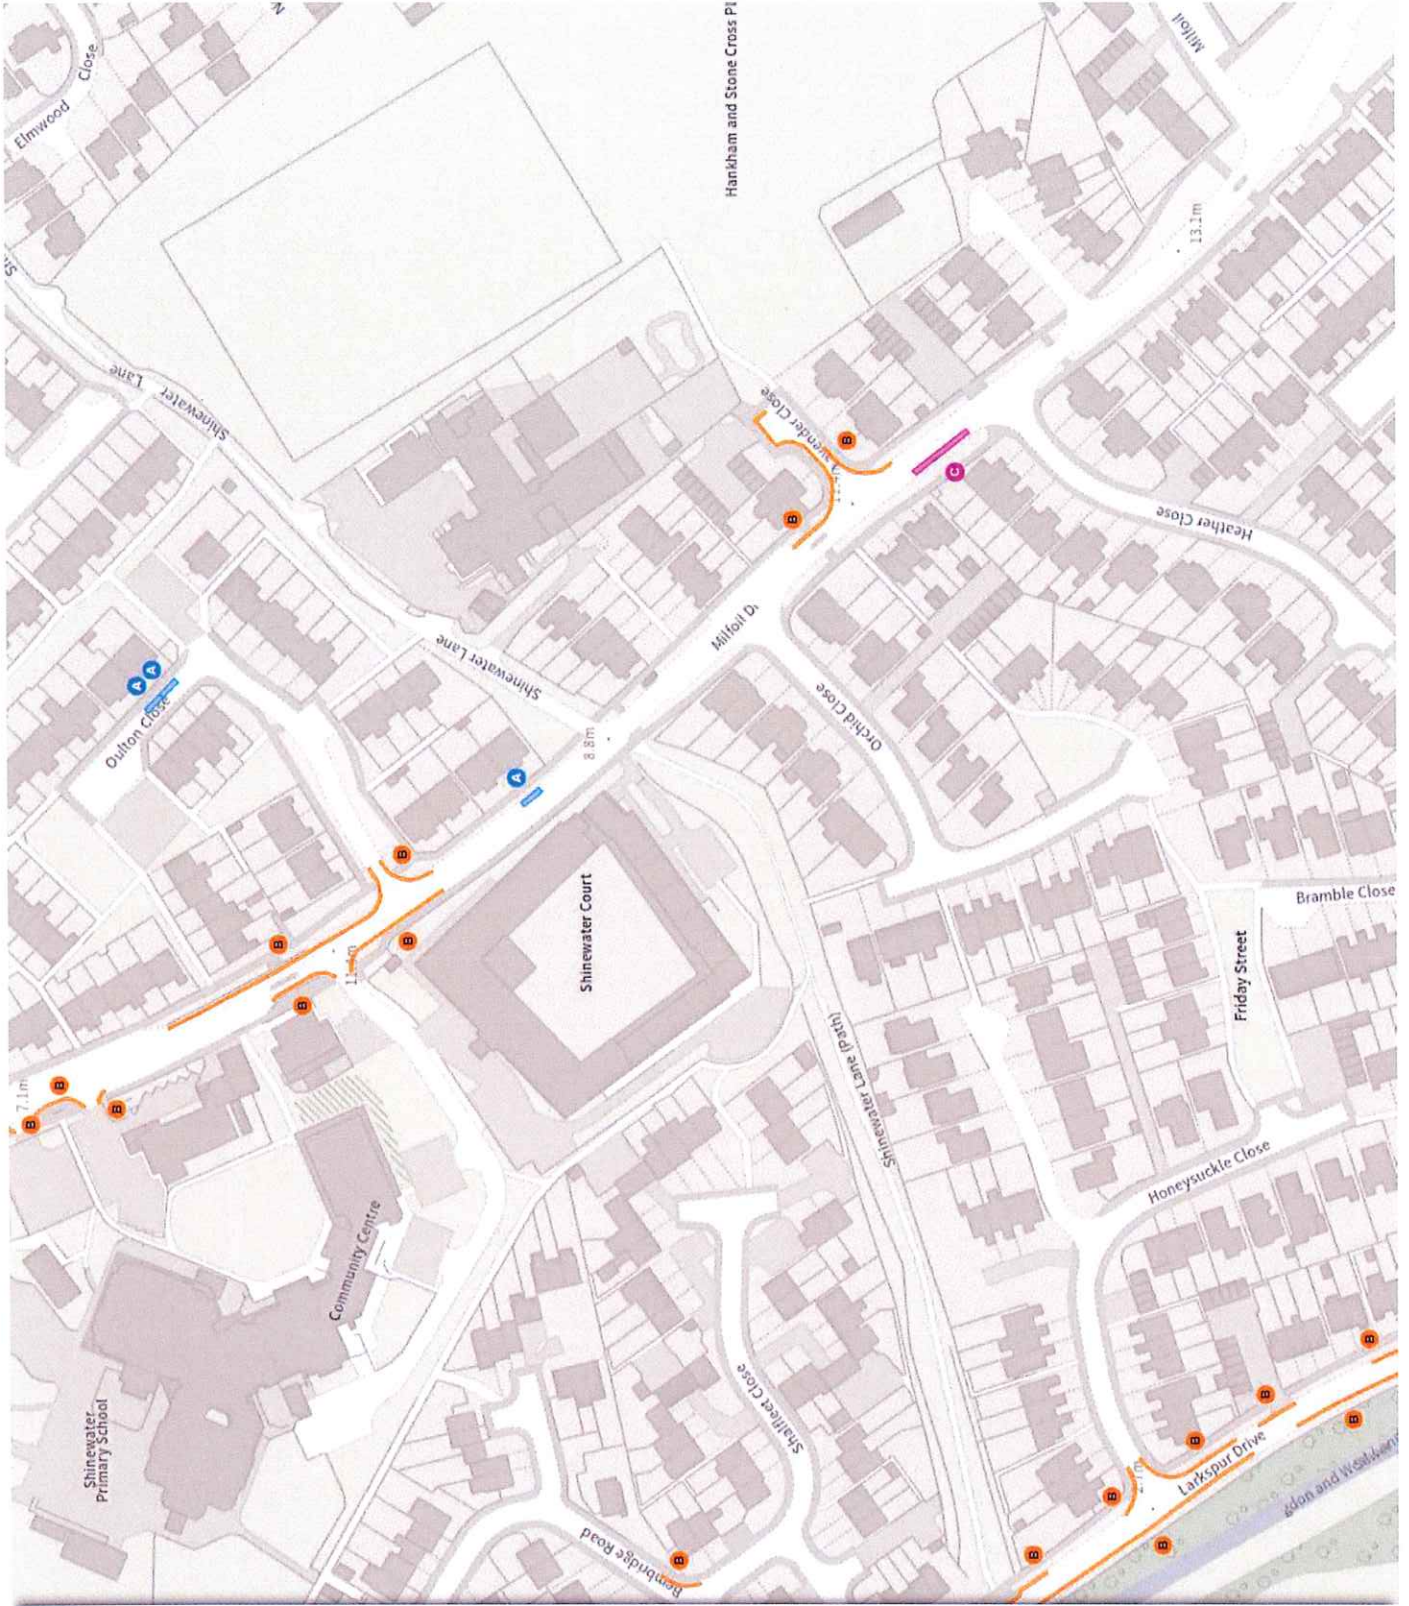 Elmwood
Close
Hankham and Stone Cross Pl
Milfoil
Shinewater Lane
13.1m
Lavender Close
B
B
C
Heather Close
A
A
Oulton Close
Shinewater Lane
Milfoil Dr
8.8m
A
Orchid Close
B
B
B
B
Shinewater Court
Bramble Close
Friday Street
7.1m
B
B
B
Shinewater Lane (Path)
Honeysuckle Close
Community Centre
Shinewater
Primary School
Shalfleet Close
Bembridge Road
B
B
B
B
B
B
B
B
Larkspur Drive